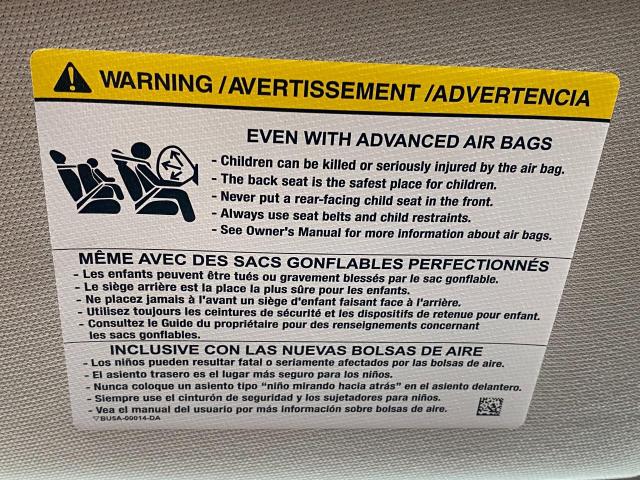 WARNING / AVERTISSEMENT / ADVERTENCIA
EVEN WITH ADVANCED AIR BAGS
- Children can be killed or seriously injured by the air bag.
- The back seat is the safest place for children.
- Never put a rear-facing child seat in the front.
- Always use seat belts and child restraints.
- See Owner's Manual for more information about air bags.
MÊME AVEC DES SACS GONFLABLES PERFECTIONNÉS
- Les enfants peuvent être tués ou gravement blessés par le sac gonflable.
- Le siège arrière est la place la plus sûre pour les enfants.
- Ne placez jamais à l'avant un siège d'enfant faisant face à l'arrière.
- Utilisez toujours les ceintures de sécurité et les dispositifs de retenue pour enfant.
- Consultez le Guide du propriétaire pour des renseignements concernant
les sacs gonflables.
INCLUSIVE CON LAS NUEVAS BOLSAS DE AIRE
- Los niños pueden resultar fatal o seriamente afectados por las bolsas de aire.
- El asiento trasero es el lugar más seguro para los niños.
- Nunca coloque un asiento tipo “niño mirando hacia atrás” en el asiento delantero.
- Siempre use el cinturón de seguridad y los sujetadores para niños.
- Vea el manual del usuario por más información sobre bolsas de aire.
▽BU5A-00014-DA